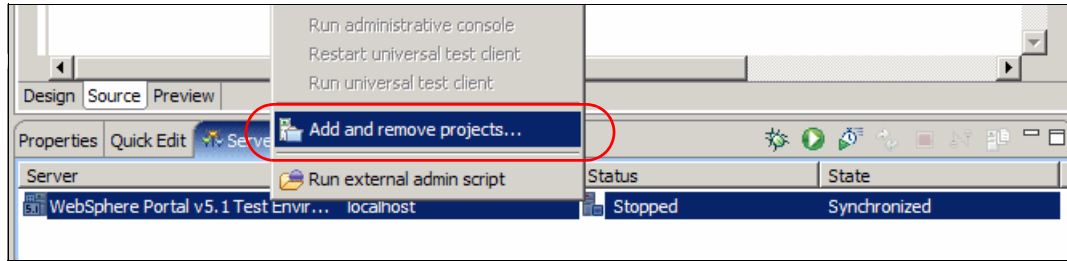 Run administrative console
Restart universal test client
Run universal test client
Design Source Preview
Add and remove projects...
Properties Quick Edit Serve
Run external admin script
Server Status State
WebSphere Portal v5.1 Test Envir... localhost Stopped Synchronized